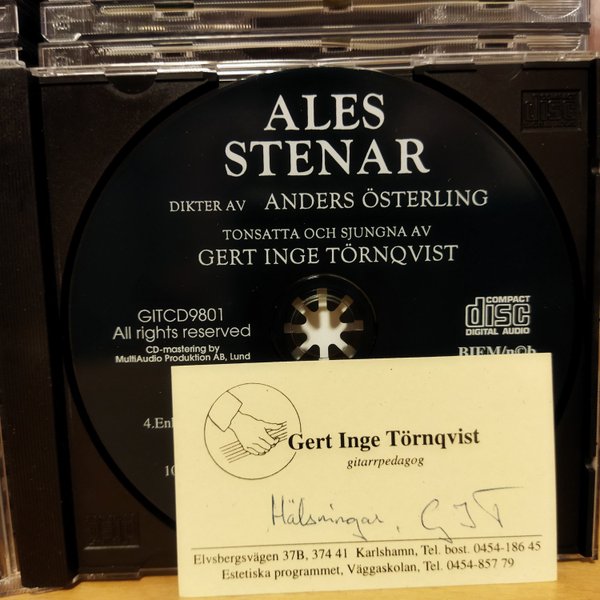 ALES
STENAR
DIKTER AV ANDERS ÖSTERLING
TONSATTA OCH SJUNGNA AV
GERT INGE TÖRNQVIST
GITCD9801
All rights reserved
CD-mastering by
MultiAudio Produktion AB, Lund
COMPACT
disc
DIGITAL AUDIO
BIEM/n©b
Gert Inge Törnqvist
gitarrpedagog
Hälsningar, GIT
Elvsbergsvägen 37B, 374 41 Karlshamn, Tel. bost. 0454-186 45
Estetiska programmet, Väggaskolan, Tel. 0454-857 79